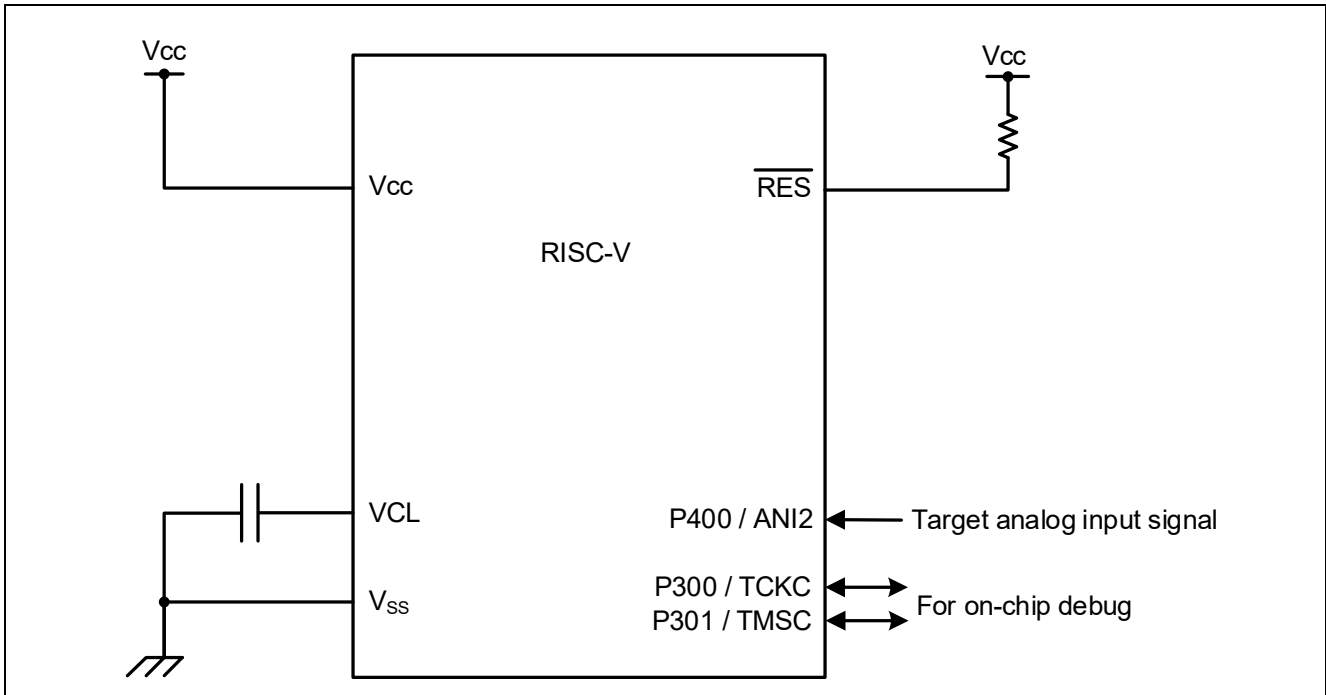 Vcc
Vcc
Vcc
RES
RISC-V
VCL
P400 / ANI2
Target analog input signal
P300 / TCKC
For on-chip debug
VSS
P301 / TMSC